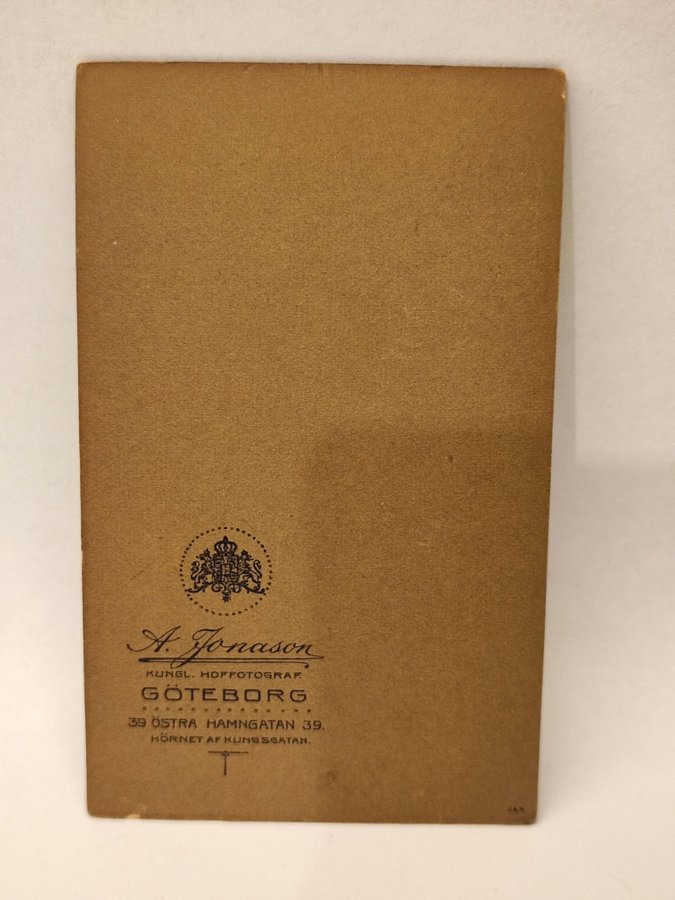 A. Jonason
KUNGL. HOFFOTOGRAF.
GÖTEBORG
39 ÖSTRA HAMNGATAN 39.
HÖRNET AF KUNGSGATAN.